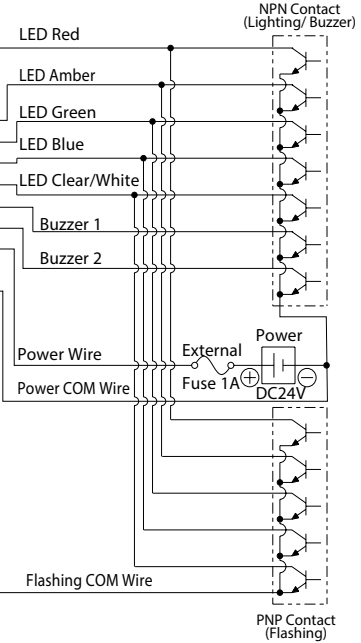 NPN Contact
(Lighting/ Buzzer)
LED Red
LED Amber
LED Green
LED Blue
LED Clear/White
Buzzer 1
Buzzer 2
Power
External
Power Wire
Fuse 1A
DC24V
Power COM Wire
Flashing COM Wire
PNP Contact
(Flashing)